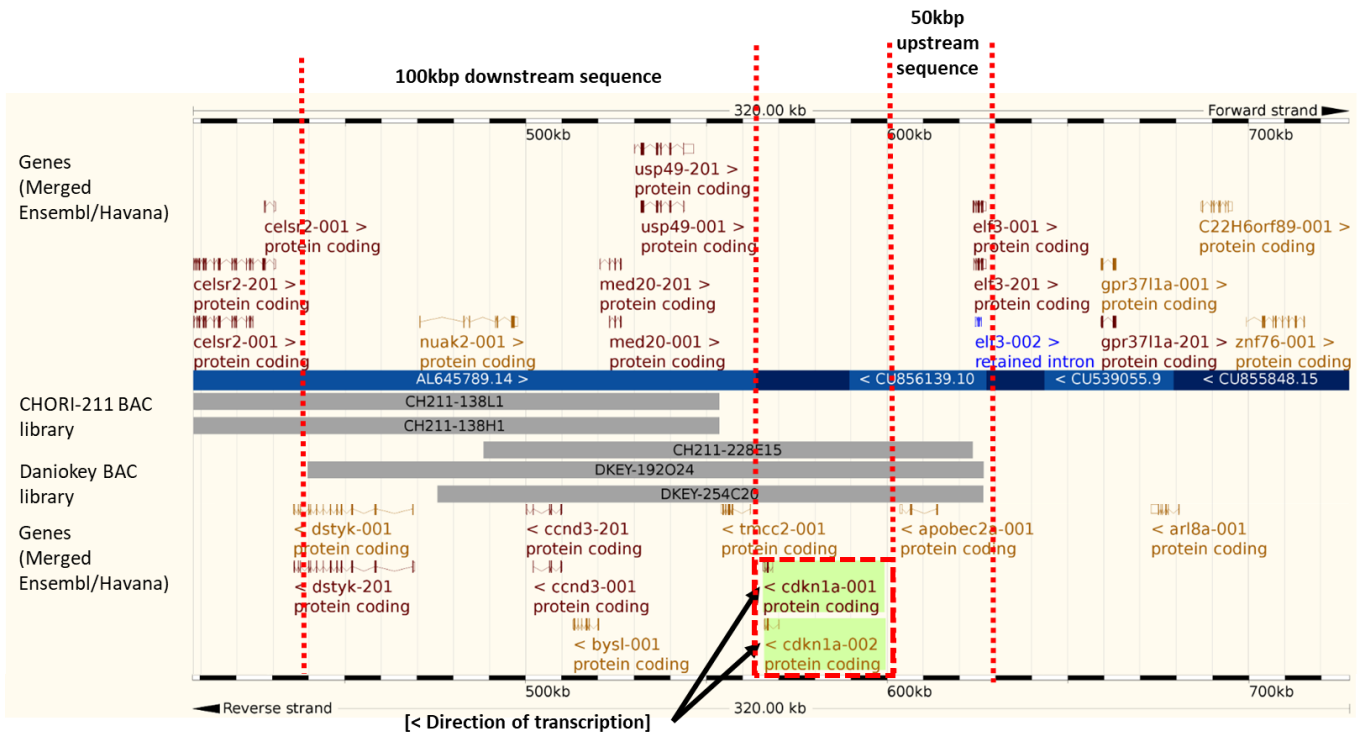 50kbp
upstream
sequence
100kbp downstream sequence
320.00 kb
Forward strand
500kb 600kb 700kb
Genes
(Merged
Ensembl/Havana)
usp49-201 >
protein coding
celsr2-001 >
protein coding
usp49-001 >
protein coding
elf3-001 >
protein coding
C22H6orf89-001 >
protein coding
celsr2-201 >
protein coding
med20-201 >
protein coding
elf3-201 >
protein coding
gpr37l1a-001 >
protein coding
celsr2-001 >
protein coding
nuak2-001 >
protein coding
med20-001 >
protein coding
elf3-002 >
retained intron
gpr37l1a-201 >
protein coding
znf76-001 >
protein coding
AL645789.14 > < CU856139.10 < CU539055.9 < CU855848.15
CHORI-211 BAC
library
CH211-138L1
CH211-138H1
CH211-228E15
Daniokey BAC
library
DKEY-192O24
DKEY-254C20
Genes
(Merged
Ensembl/Havana)
< dstyk-001
protein coding
< ccnd3-201
protein coding
< tmcc2-001
protein coding
< apobec2a-001
protein coding
< arl8a-001
protein coding
< dstyk-201
protein coding
< ccnd3-001
protein coding
< cdkn1a-001
protein coding
< bysl-001
protein coding
< cdkn1a-002
protein coding
500kb 600kb 700kb
Reverse strand
320.00 kb
[< Direction of transcription]